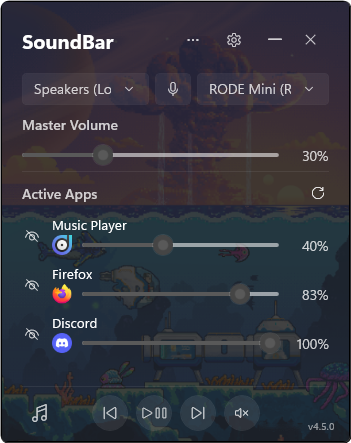 SoundBar
Speakers (Lo
RODE Mini (R
Master Volume
30%
Active Apps
Music Player
40%
Firefox
83%
Discord
100%
v4.5.0